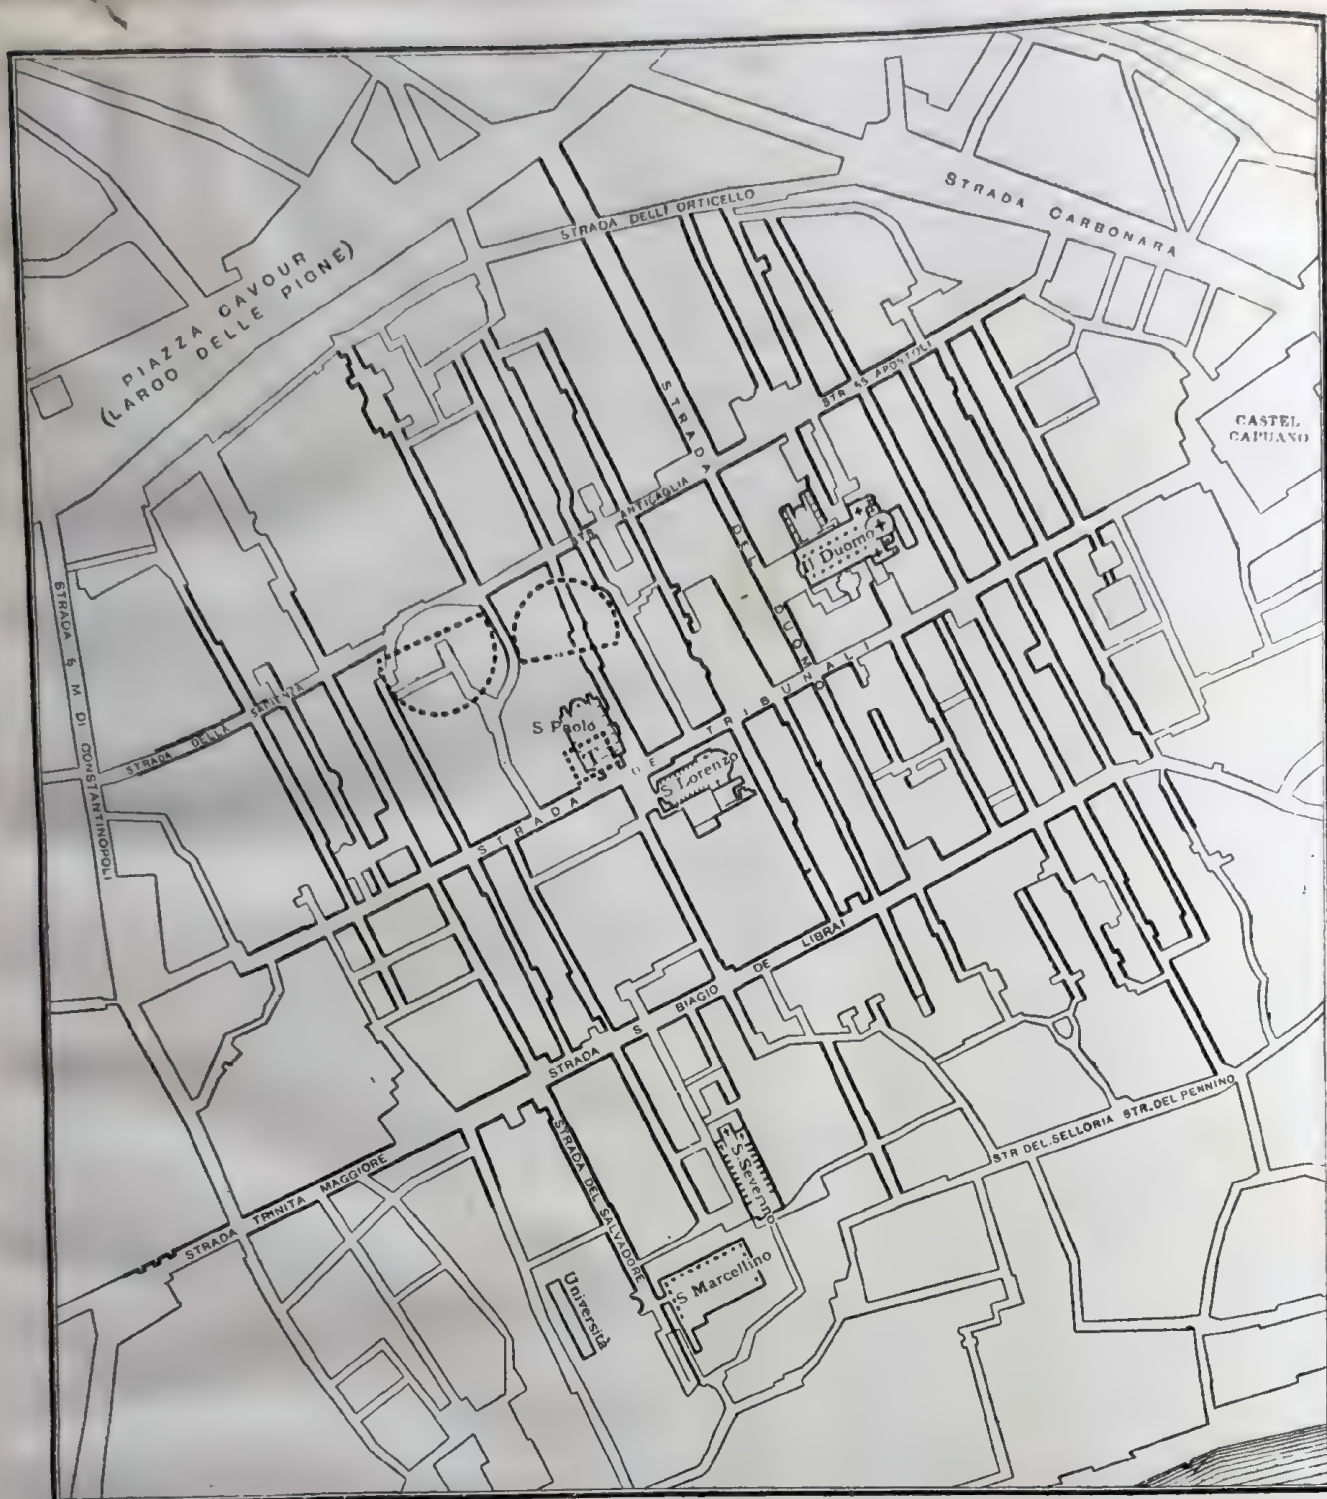 STRADA CARBONARA
STRADA DELLI ORTICELLO
PIAZZA CAVOUR
(LARGO DELLE PIGNE)
STR. SS. APOSTOLI
CASTEL
CAPUANO
STRADA DEL DUOMO
STR. ANTICAGLIA
Il Duomo
STRADA S. M. DI CONSTANTINOPOLI
STRADA DELLA SAPIENZA
S Paolo
STRADA DE TRIBUNALI
S Lorenzo
STRADA S BIAGIO DE LIBRAI
STR. DEL. SELLORIA STR. DEL PENNINO
STRADA TRINITA MAGGIORE
STRADA DEL SALVADORE
S. Severino
S Marcellino
Università